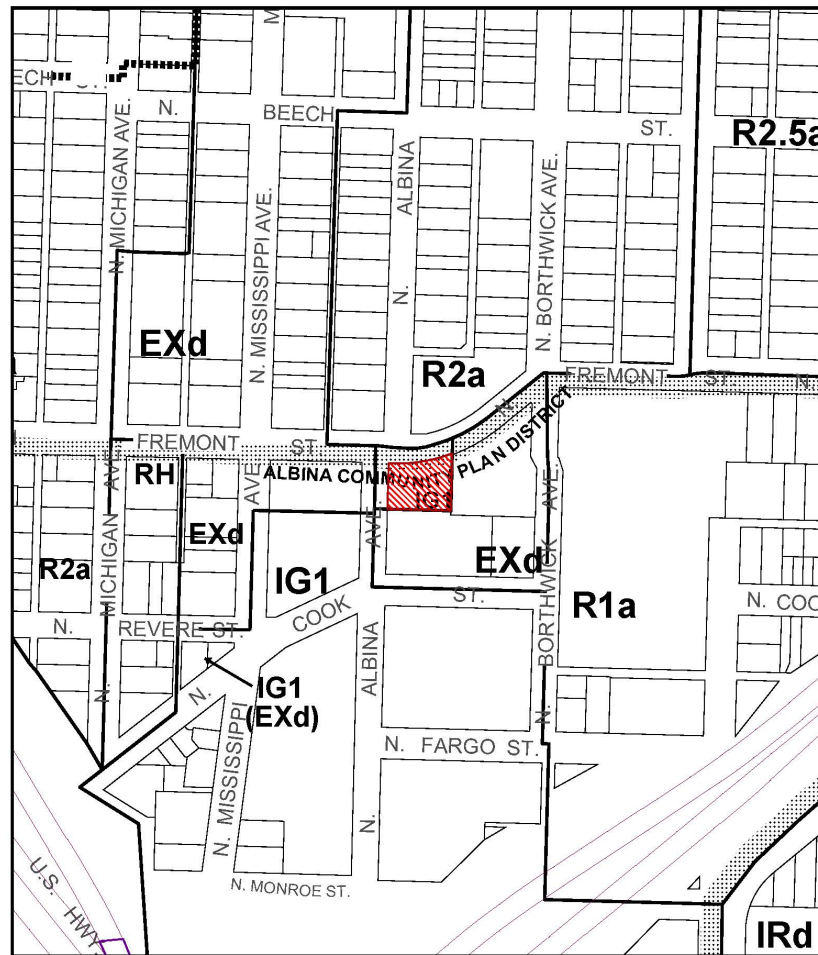 N.
BEECH
ST.
R2.5a
N. MICHIGAN AVE.
N. MISSISSIPPI AVE.
ALBINA
N.
N. BORTHWICK AVE.
EXd
R2a
FREMONT
ST.
N.
FREMONT
ST.
ALBINA COMMUNITY PLAN DISTRICT
IG1
RH
EXd
R2a
MICHIGAN AVE.
N.
AVE.
AVE.
EXd
IG1
COOK
ST.
BORTHWICK AVE.
N.
R1a
N. COO
N.
REVERE ST.
IG1
(EXd)
N.
ALBINA
N.
N. MISSISSIPPI
N. FARGO ST.
N. MONROE ST.
U.S. HWY.
IRd